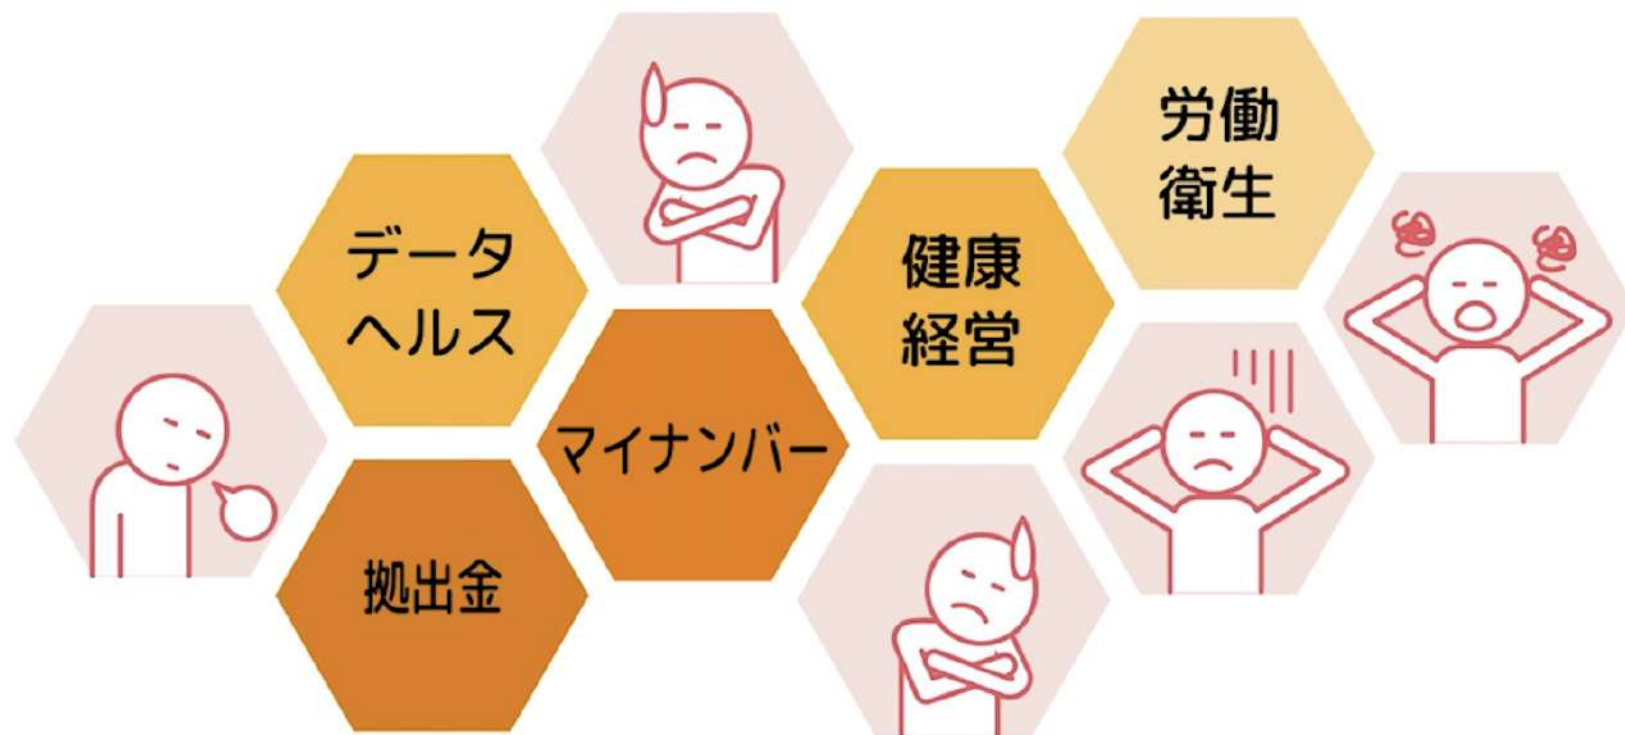 データ
ヘルス
拠出金
マイナンバー
健康
経営
労働
衛生